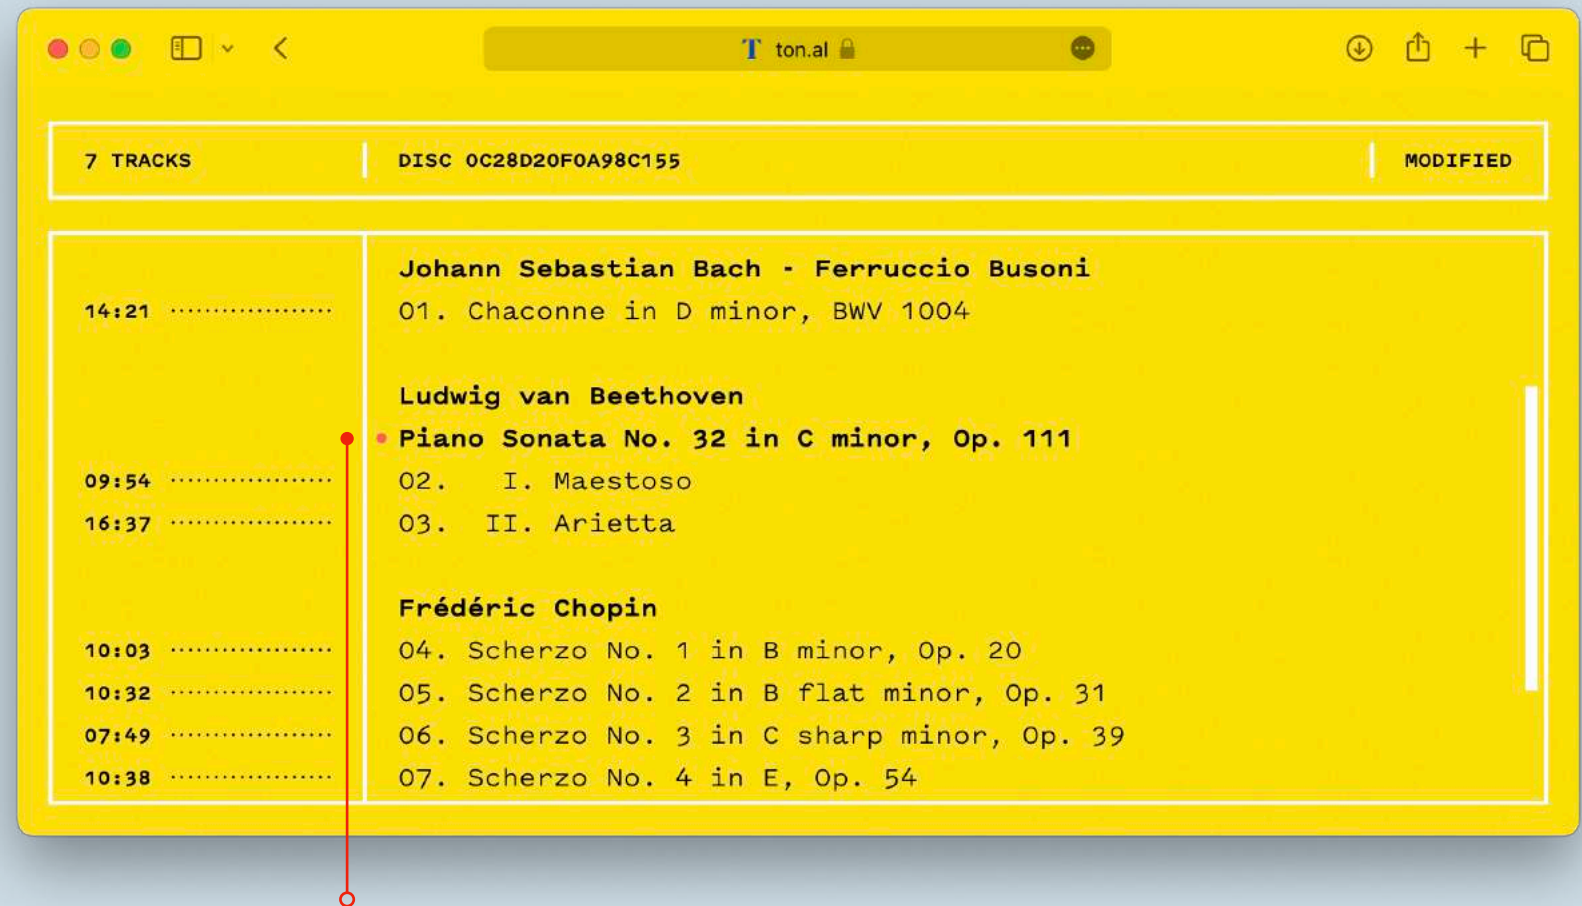 T ton.al
7 TRACKS
DISC 0C28D20F0A98C155
MODIFIED
Johann Sebastian Bach - Ferruccio Busoni
14:21 ................... 01. Chaconne in D minor, BWV 1004
Ludwig van Beethoven
Piano Sonata No. 32 in C minor, Op. 111
09:54 ................... 02. I. Maestoso
16:37 ................... 03. II. Arietta
Frédéric Chopin
10:03 ................... 04. Scherzo No. 1 in B minor, Op. 20
10:32 ................... 05. Scherzo No. 2 in B flat minor, Op. 31
07:49 ................... 06. Scherzo No. 3 in C sharp minor, Op. 39
10:38 ................... 07. Scherzo No. 4 in E, Op. 54